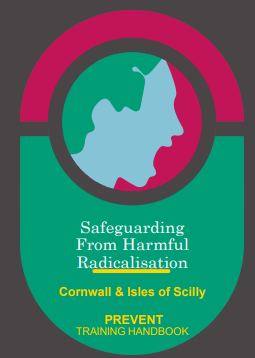 Safeguarding
From Harmful
Radicalisation
Cornwall & Isles of Scilly
PREVENT
TRAINING HANDBOOK